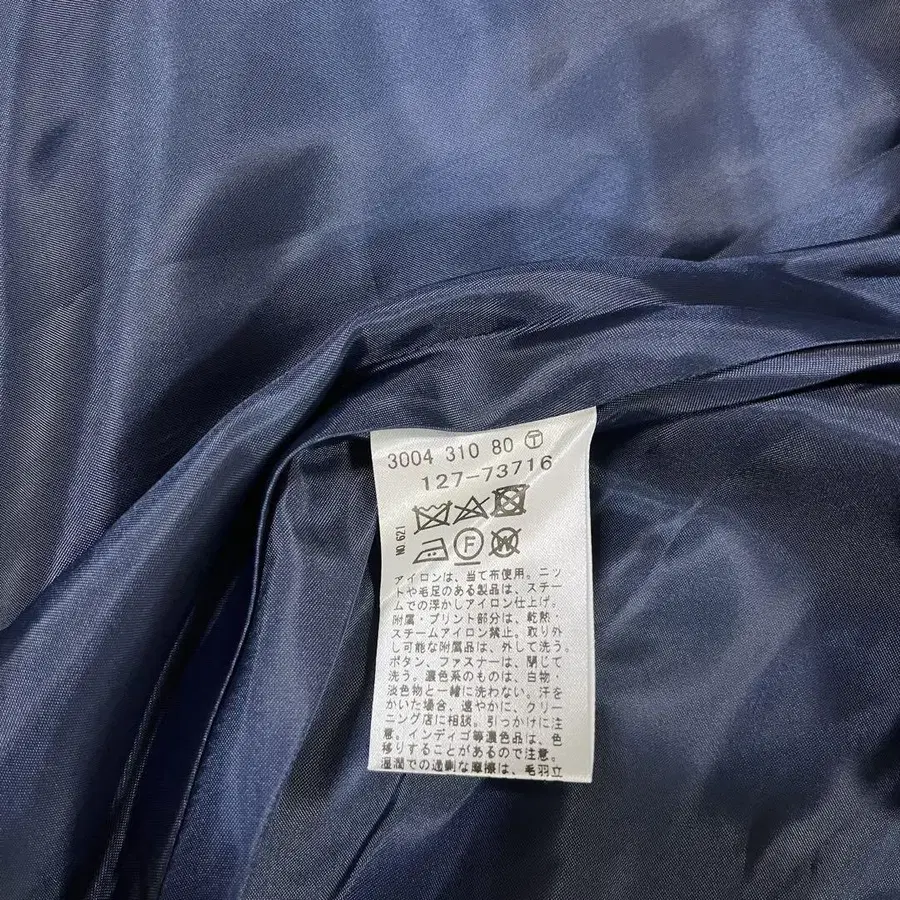 3004 310 80 Ⓣ
127-73716
NO.621
F
W
アイロンは、当て布使用。ニッ
トや毛足のある製品は、スチー
ムでの浮かしアイロン仕上げ。
附属・プリント部分は、乾熱・
スチームアイロン禁止。取り外
し可能な附属品は、外して洗う。
ボタン、ファスナーは、閉じて
洗う。濃色系のものは、白物・
淡色物と一緒に洗わない。汗を
かいた場合、速やかに、クリー
ニング店に相談。引っかけに注
意。インディゴ等濃色品は、色
移りすることがあるので注意。
湿潤での過剰な摩擦は、毛羽立